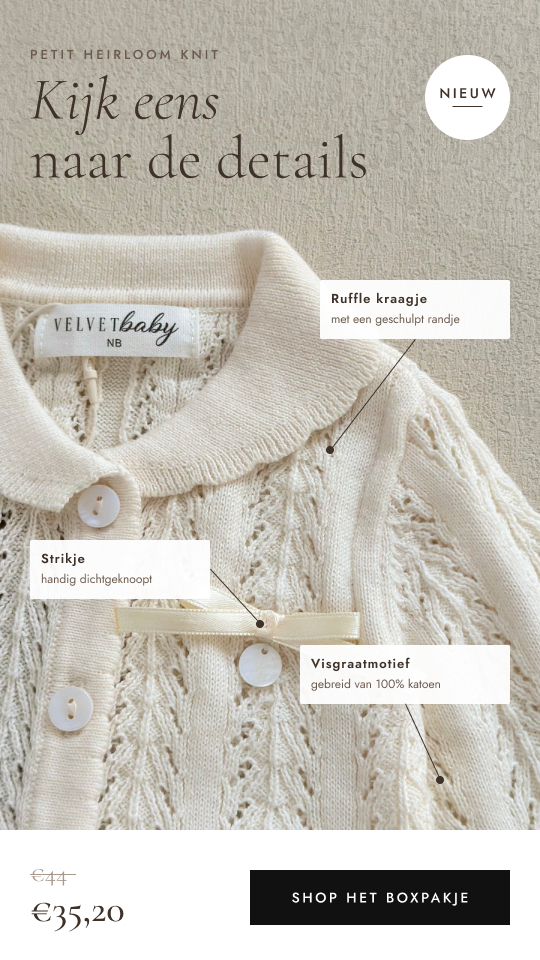 PETIT HEIRLOOM KNIT
Kijk eens
naar de details
NIEUW
VELVETbaby
NB
Ruffle kraagje
met een geschulpt randje
Strikje
handig dichtgeknoopt
Visgraatmotief
gebreid van 100% katoen
€44
€35,20
SHOP HET BOXPAKJE